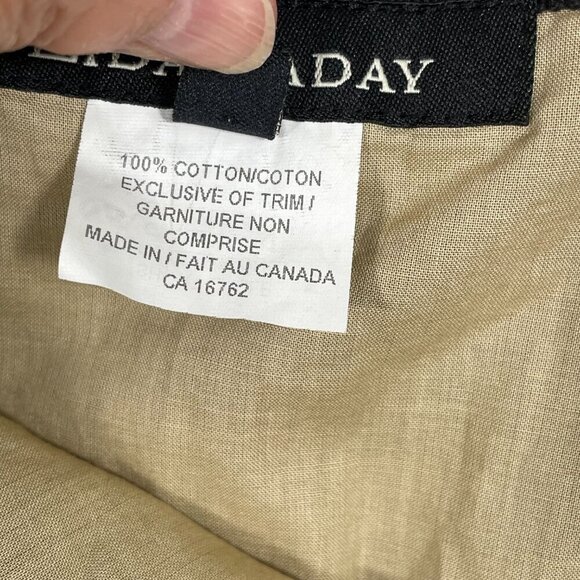 ADAY
100% COTTON/COTON
EXCLUSIVE OF TRIM /
GARNITURE NON
COMPRISE
MADE IN / FAIT AU CANADA
CA 16762